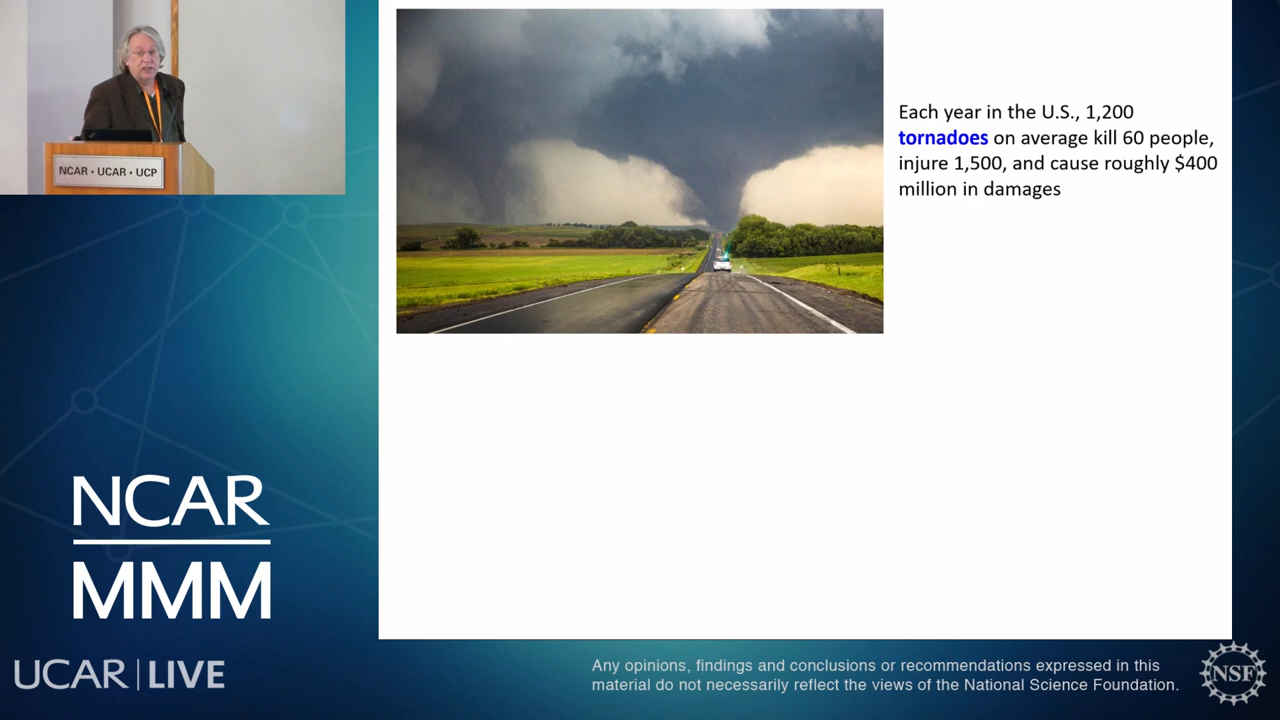 NCAR • UCAR • UCP
Each year in the U.S., 1,200
tornadoes on average kill 60 people,
injure 1,500, and cause roughly $400
million in damages
NCAR
MMM
UCAR | LIVE
Any opinions, findings and conclusions or recommendations expressed in this
material do not necessarily reflect the views of the National Science Foundation.
NSF